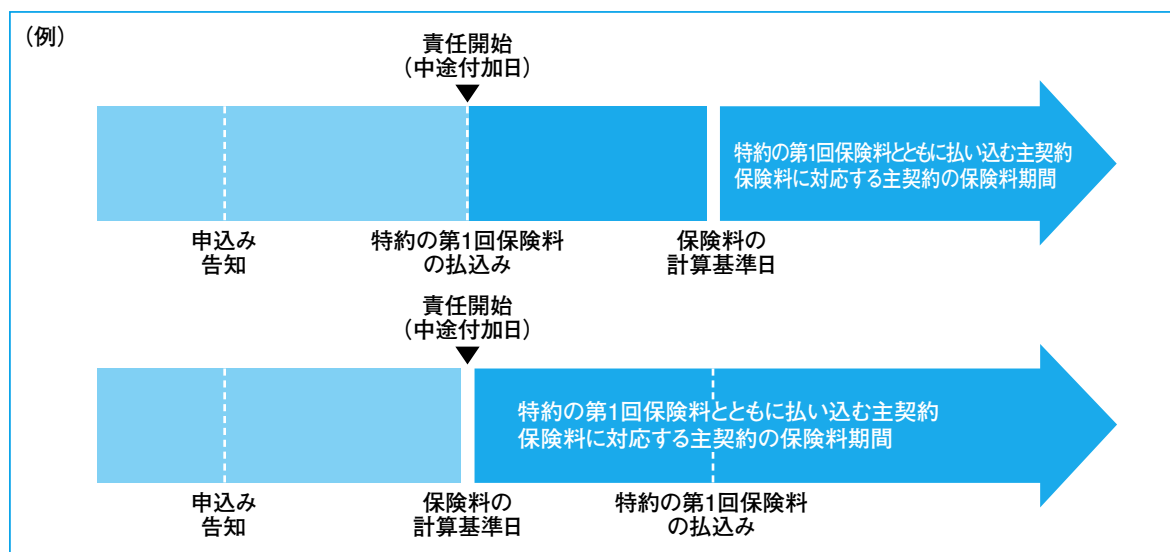 (例)
責任開始
(中途付加日)
特約の第1回保険料とともに払い込む主契約
保険料に対応する主契約の保険料期間
申込み
告知
特約の第1回保険料
の払込み
保険料の
計算基準日
責任開始
(中途付加日)
特約の第1回保険料とともに払い込む主契約
保険料に対応する主契約の保険料期間
申込み
告知
保険料の
計算基準日
特約の第1回保険料
の払込み